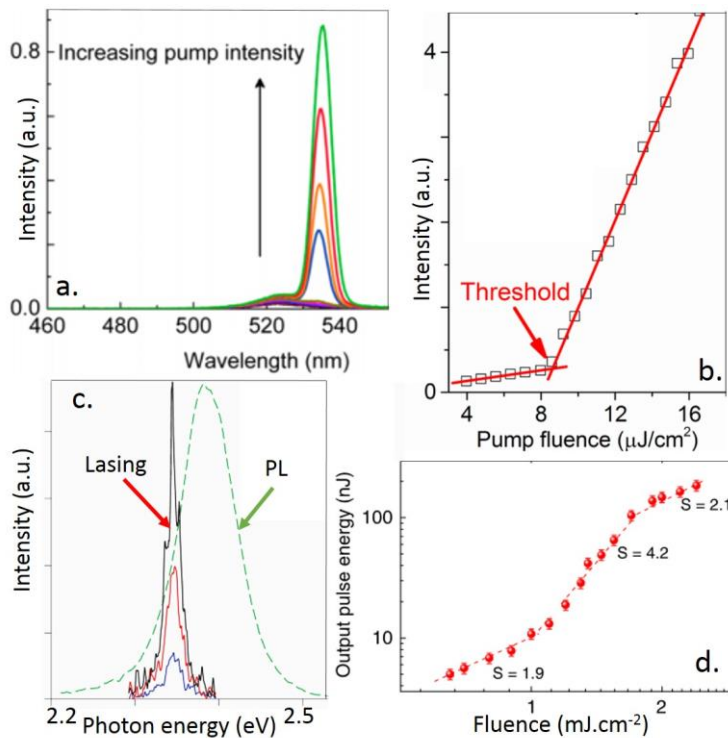 0.8
Increasing pump intensity
Intensity (a.u.)
a.
0.0
460 480 500 520 540
Wavelength (nm)
4
Intensity (a.u.)
Threshold
b.
0
4 8 12 16
Pump fluence (μJ/cm²)
c.
Lasing
PL
Intensity (a.u.)
2.2 2.5
Photon energy (eV)
Output pulse energy (nJ)
100
S = 2.1
S = 4.2
10
S = 1.9
d.
1 2
Fluence (mJ.cm⁻²)